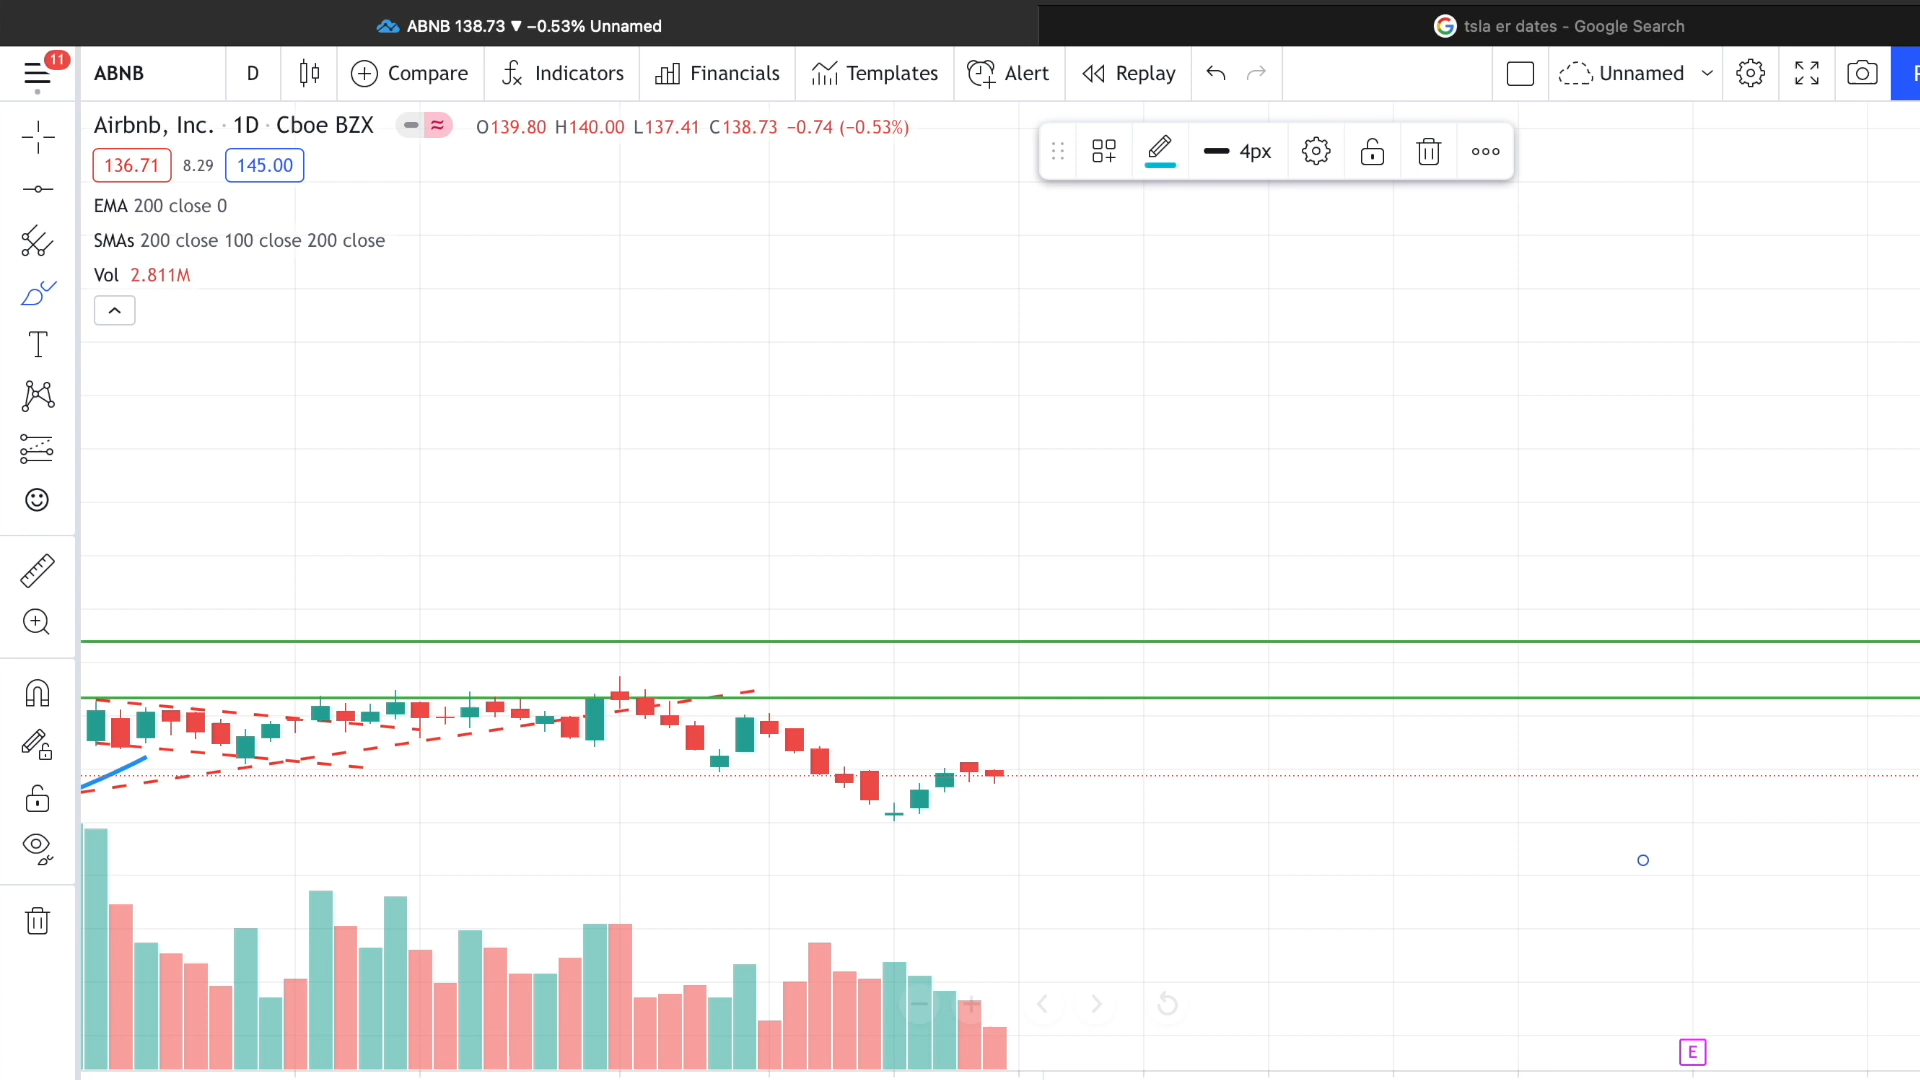 ABNB 138.73 ▼ −0.53% Unnamed
tsla er dates - Google Search
11
ABNB
D
Compare
Indicators
Financials
Templates
Alert
Replay
Unnamed
Airbnb, Inc. · 1D · Cboe BZX
O139.80 H140.00 L137.41 C138.73 −0.74 (−0.53%)
4px
136.71 8.29 145.00
EMA 200 close 0
SMAs 200 close 100 close 200 close
Vol 2.811M
E